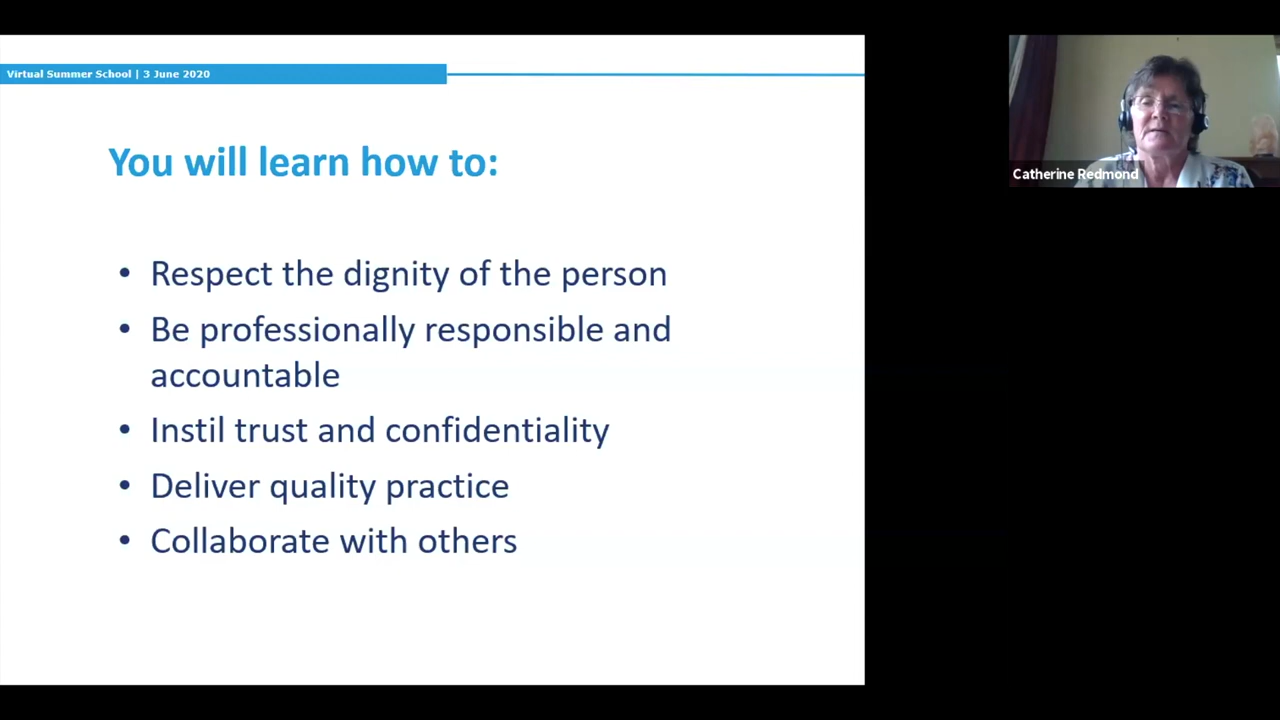 Virtual Summer School | 3 June 2020
You will learn how to:
• Respect the dignity of the person
• Be professionally responsible and
accountable
• Instil trust and confidentiality
• Deliver quality practice
• Collaborate with others
Catherine Redmond